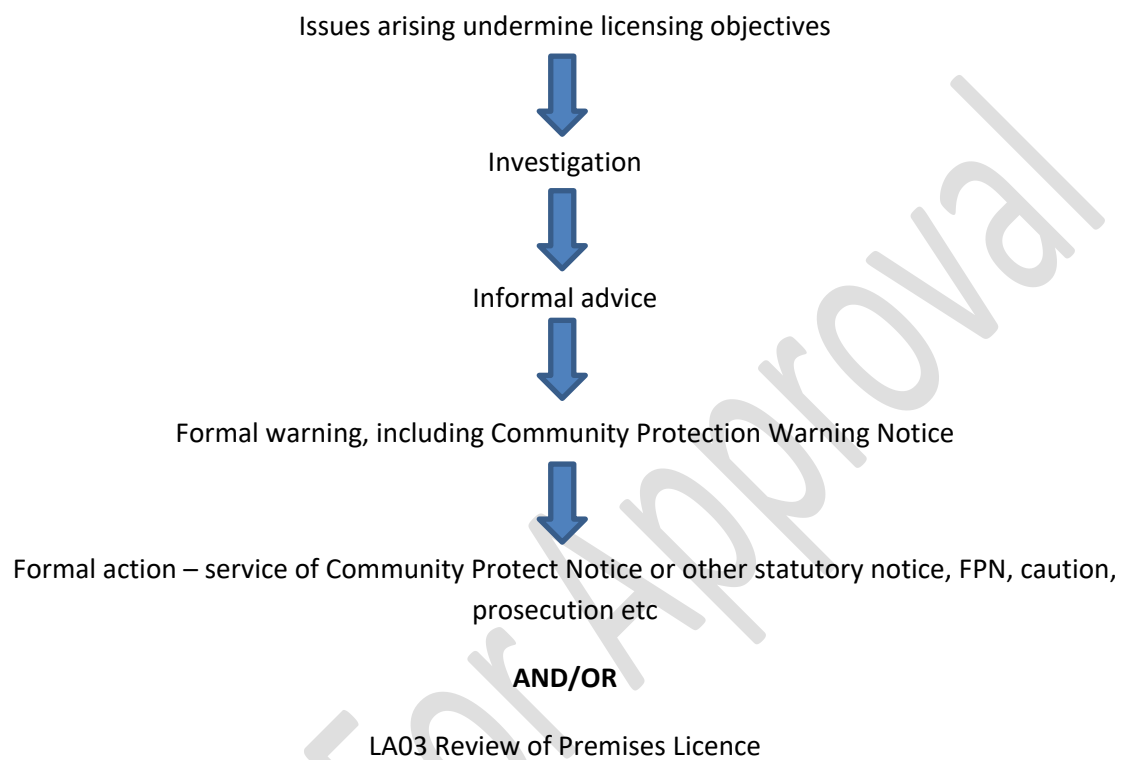 Issues arising undermine licensing objectives
Investigation
Informal advice
Formal warning, including Community Protection Warning Notice
Formal action – service of Community Protect Notice or other statutory notice, FPN, caution,
prosecution etc
AND/OR
LA03 Review of Premises Licence
For Approval